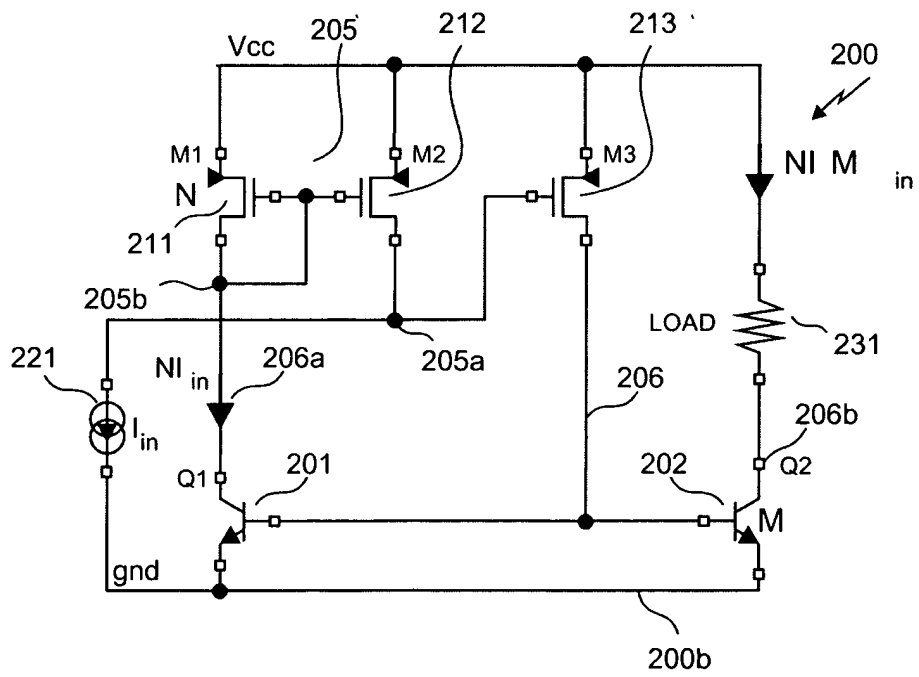 205
212
213
Vcc
200
M1
M2
M3
NI M in
N
211
205b
LOAD
231
221
NI in
206a
205a
206
206b
I in
Q1
201
202
Q2
M
gnd
200b